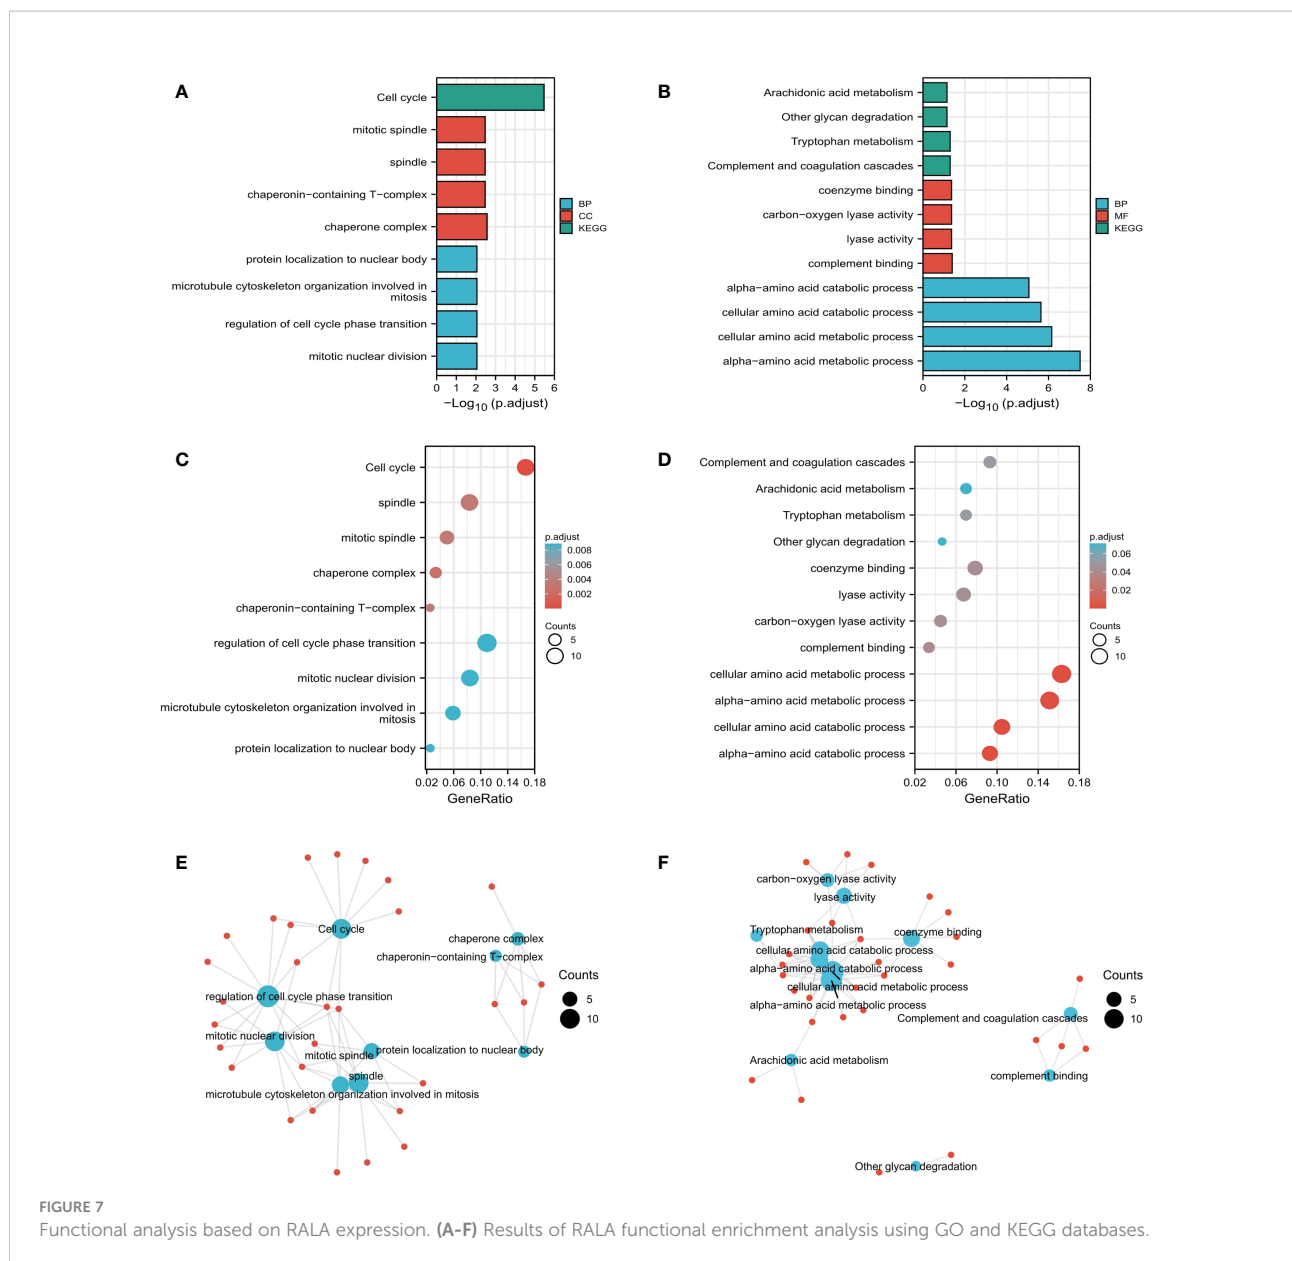 A
Cell cycle
mitotic spindle
spindle
chaperonin−containing T−complex
chaperone complex
protein localization to nuclear body
microtubule cytoskeleton organization involved in
mitosis
regulation of cell cycle phase transition
mitotic nuclear division
0 1 2 3 4 5 6
−Log10 (p.adjust)
BP
CC
KEGG
B
Arachidonic acid metabolism
Other glycan degradation
Tryptophan metabolism
Complement and coagulation cascades
coenzyme binding
carbon−oxygen lyase activity
lyase activity
complement binding
alpha−amino acid catabolic process
cellular amino acid catabolic process
cellular amino acid metabolic process
alpha−amino acid metabolic process
0 2 4 6 8
−Log10 (p.adjust)
BP
MF
KEGG
C
Cell cycle
spindle
mitotic spindle
chaperone complex
chaperonin−containing T−complex
regulation of cell cycle phase transition
mitotic nuclear division
microtubule cytoskeleton organization involved in
mitosis
protein localization to nuclear body
0.02 0.06 0.10 0.14 0.18
GeneRatio
p.adjust
0.008
0.006
0.004
0.002
Counts
5
10
D
Complement and coagulation cascades
Arachidonic acid metabolism
Tryptophan metabolism
Other glycan degradation
coenzyme binding
lyase activity
carbon−oxygen lyase activity
complement binding
cellular amino acid metabolic process
alpha−amino acid metabolic process
cellular amino acid catabolic process
alpha−amino acid catabolic process
0.02 0.06 0.10 0.14 0.18
GeneRatio
p.adjust
0.06
0.04
0.02
Counts
5
10
E
Cell cycle
chaperone complex
chaperonin−containing T−complex
regulation of cell cycle phase transition
mitotic nuclear division
mitotic spindle
protein localization to nuclear body
spindle
microtubule cytoskeleton organization involved in mitosis
Counts
5
10
F
carbon−oxygen lyase activity
lyase activity
Tryptophan metabolism
coenzyme binding
cellular amino acid catabolic process
alpha−amino acid catabolic process
cellular amino acid metabolic process
alpha−amino acid metabolic process
Complement and coagulation cascades
Arachidonic acid metabolism
complement binding
Other glycan degradation
Counts
5
10
FIGURE 7
Functional analysis based on RALA expression. (A-F) Results of RALA functional enrichment analysis using GO and KEGG databases.